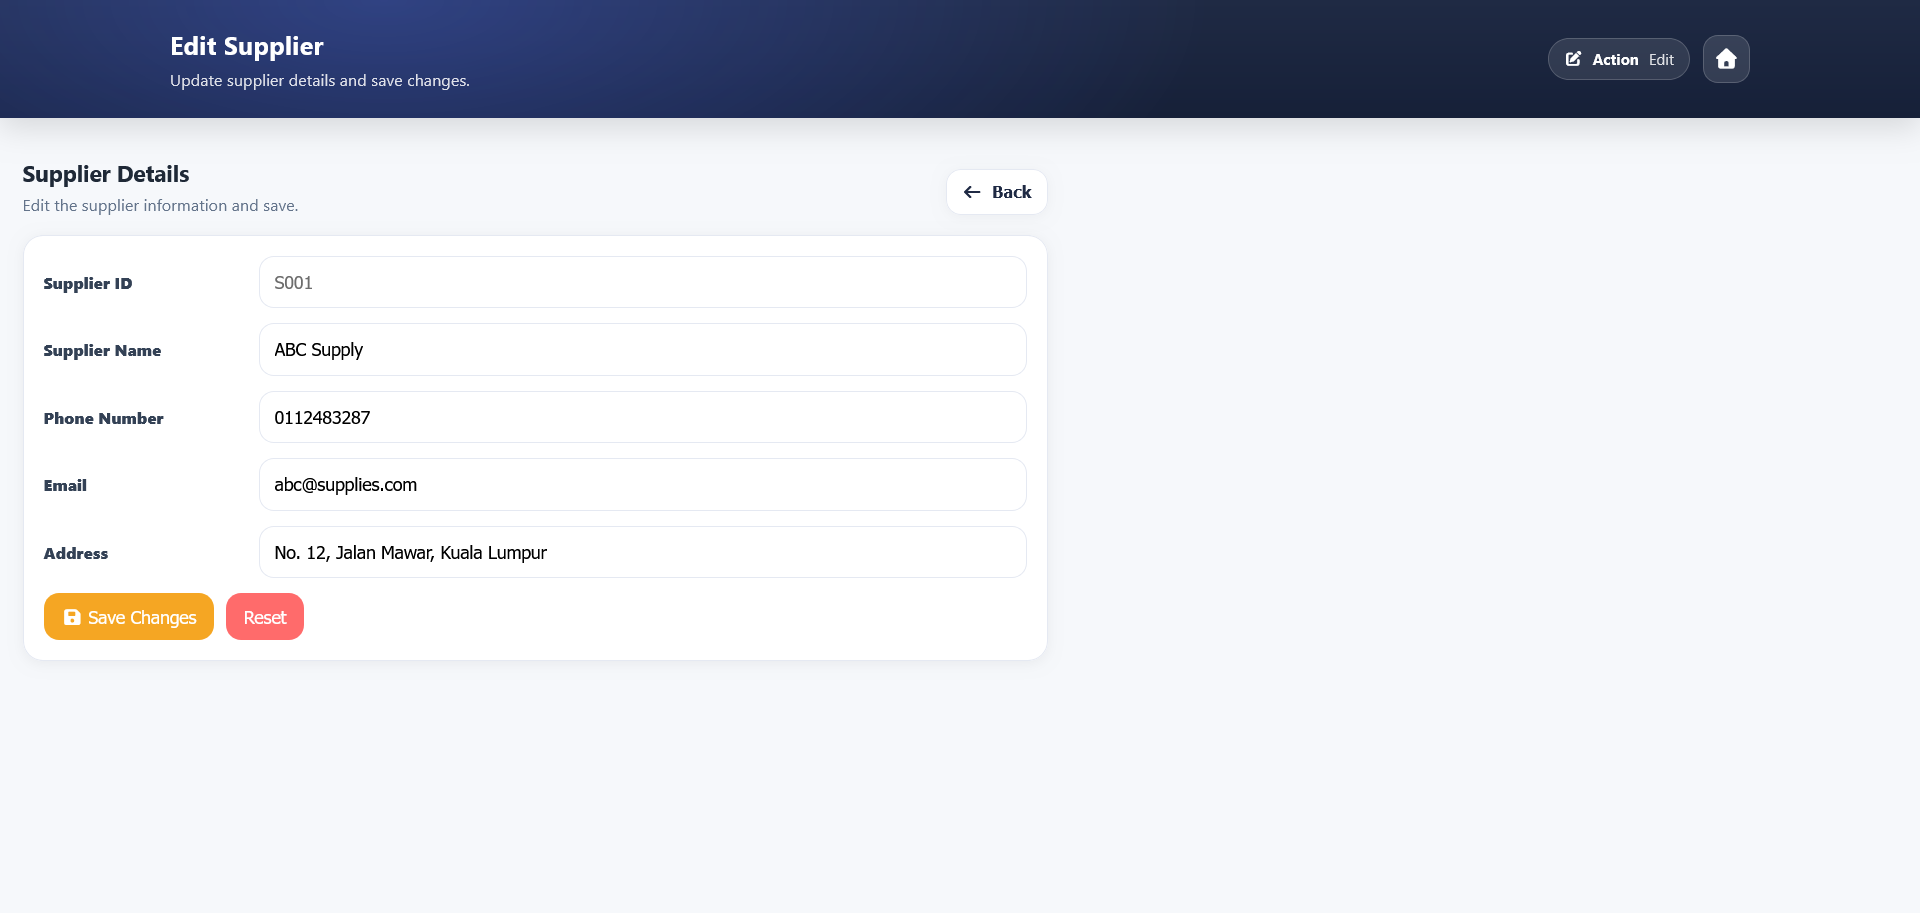 Edit Supplier
Update supplier details and save changes.
Action Edit
Supplier Details
Edit the supplier information and save.
Back
Supplier ID S001
Supplier Name ABC Supply
Phone Number 0112483287
Email abc@supplies.com
Address No. 12, Jalan Mawar, Kuala Lumpur
Save Changes Reset